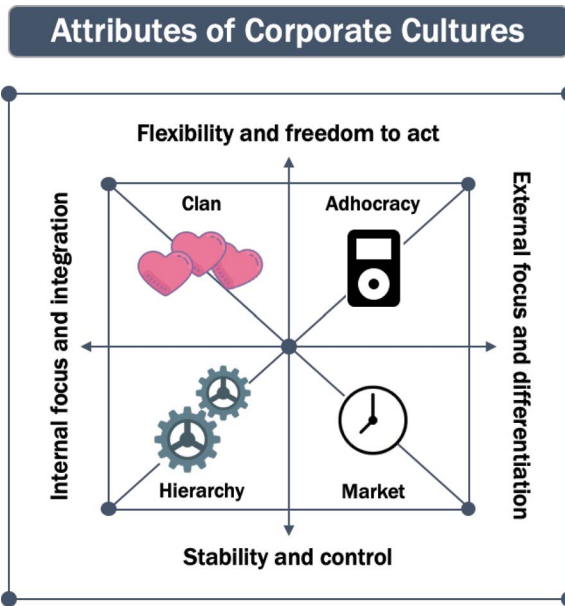 Attributes of Corporate Cultures
Flexibility and freedom to act
Clan
Adhocracy
Internal focus and integration
External focus and differentiation
Hierarchy
Market
Stability and control